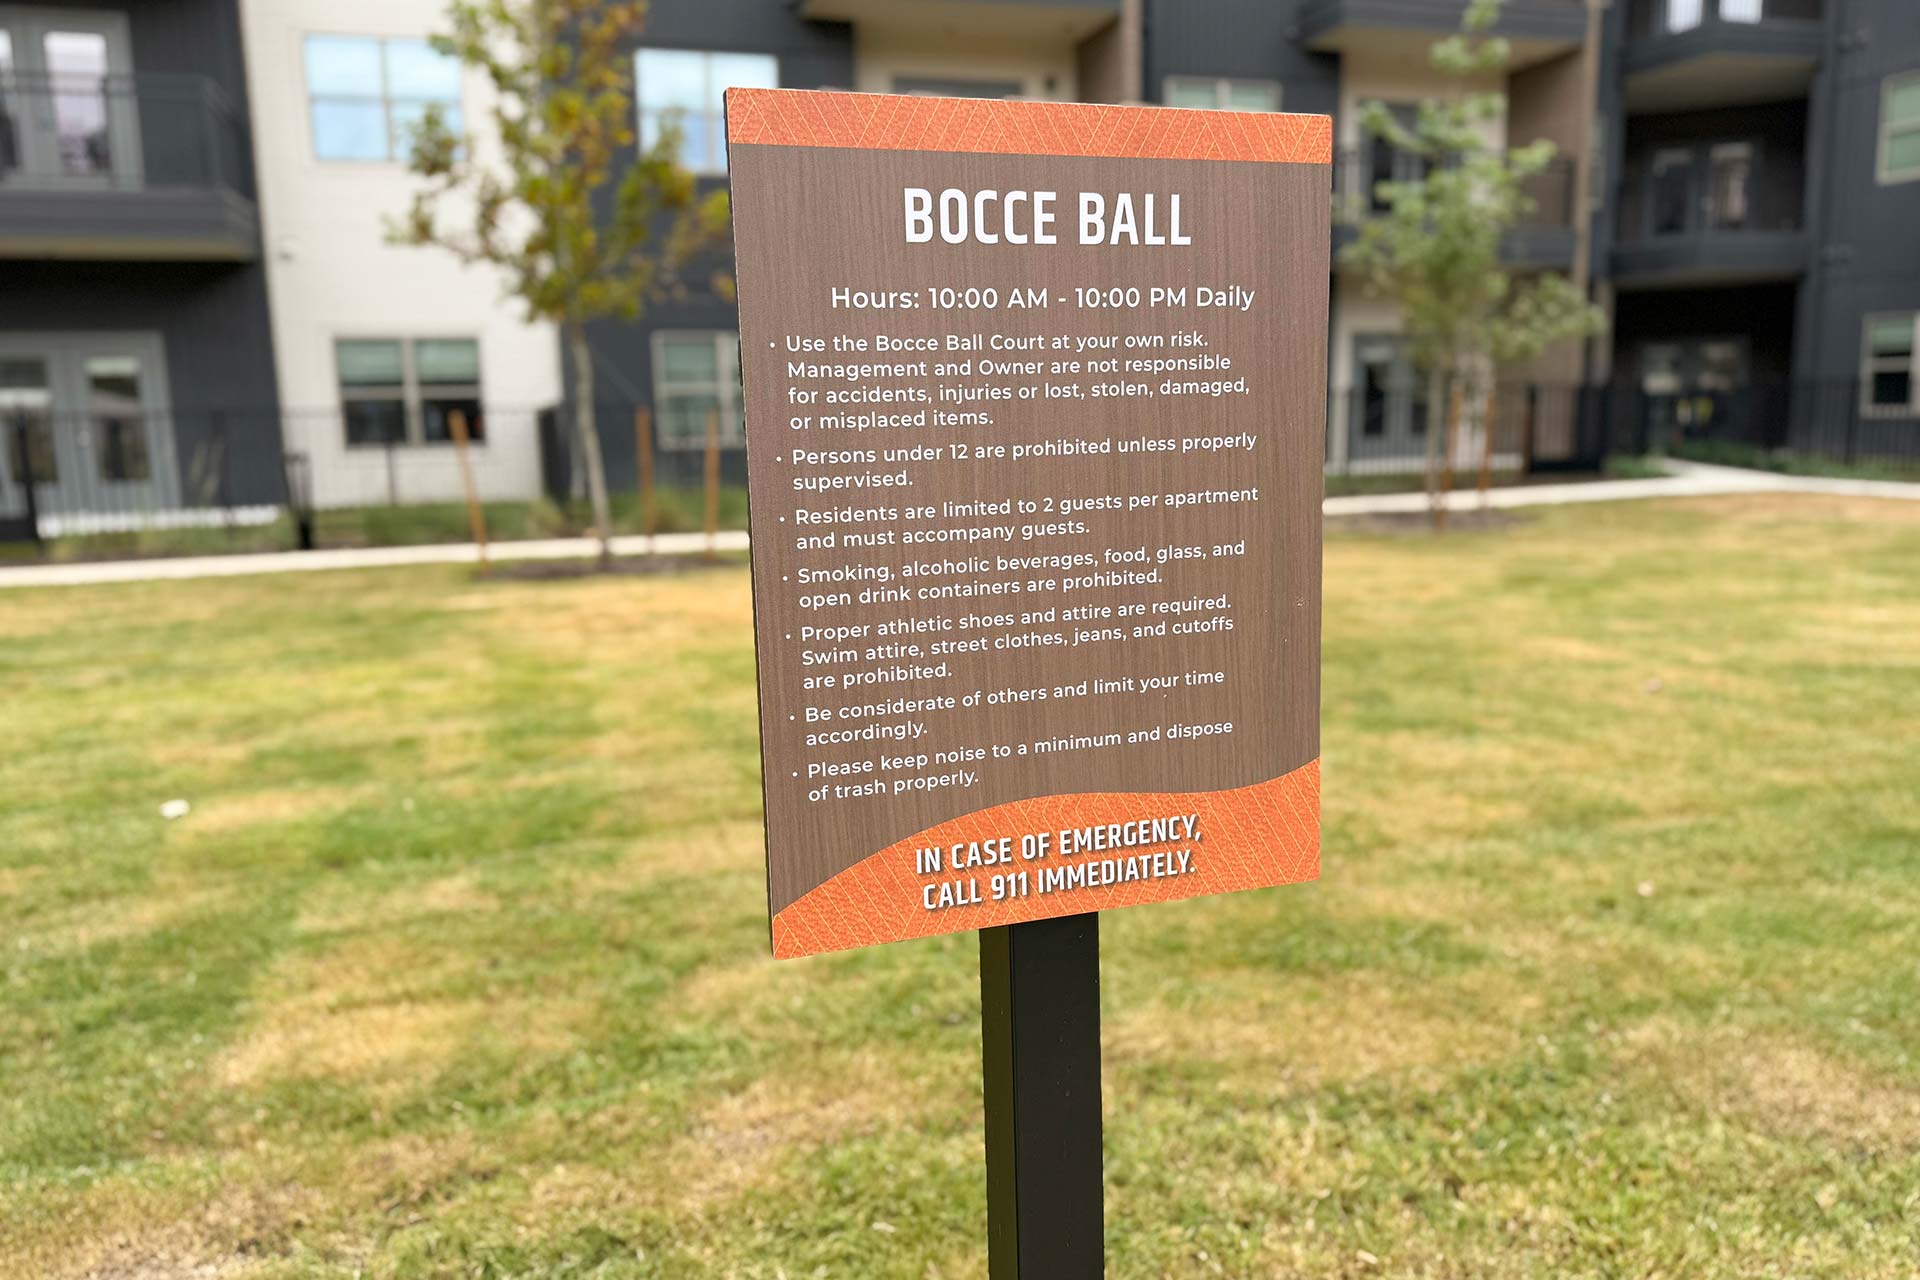 BOCCE BALL
Hours: 10:00 AM - 10:00 PM Daily
• Use the Bocce Ball Court at your own risk.
Management and Owner are not responsible
for accidents, injuries or lost, stolen, damaged,
or misplaced items.
• Persons under 12 are prohibited unless properly
supervised.
• Residents are limited to 2 guests per apartment
and must accompany guests.
• Smoking, alcoholic beverages, food, glass, and
open drink containers are prohibited.
• Proper athletic shoes and attire are required.
Swim attire, street clothes, jeans, and cutoffs
are prohibited.
• Be considerate of others and limit your time
accordingly.
• Please keep noise to a minimum and dispose
of trash properly.
IN CASE OF EMERGENCY,
CALL 911 IMMEDIATELY.